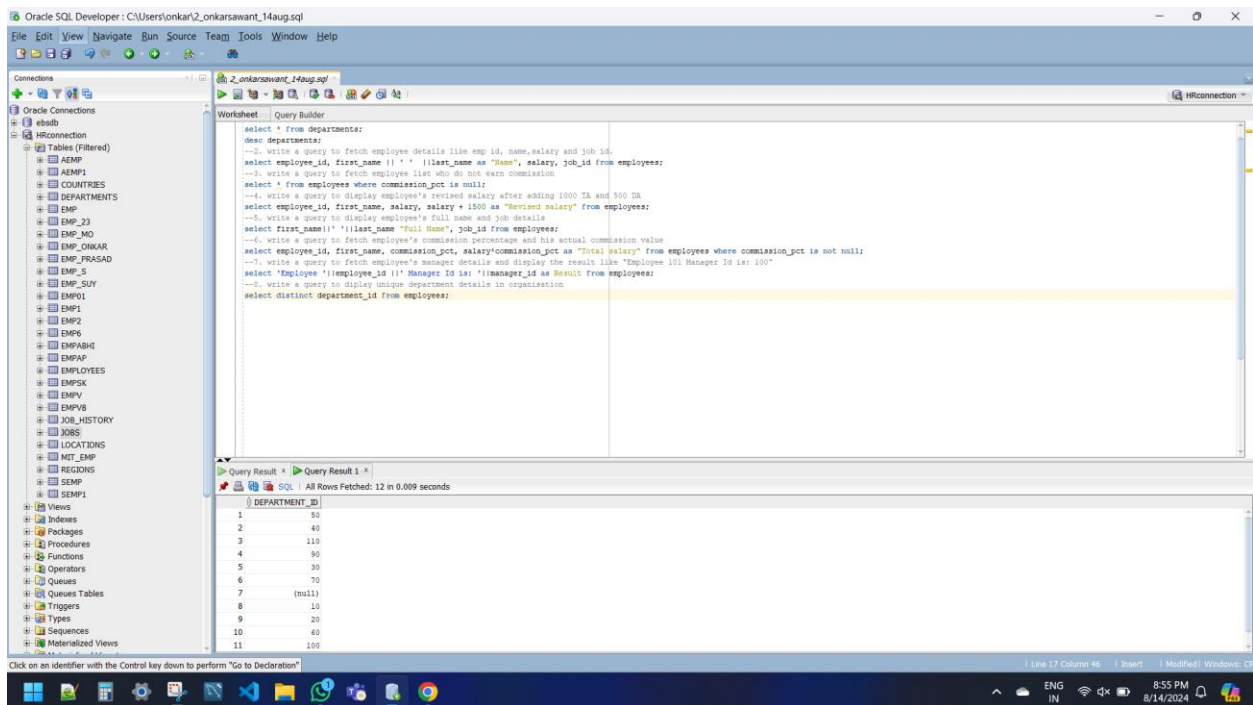 Oracle SQL Developer : C:\Users\onkar\2_onkarsawant_14aug.sql
File Edit View Navigate Run Source Team Tools Window Help
Connections
2_onkarsawant_14aug.sql
HRconnection
Oracle Connections
ebsdb
HRconnection
Tables (Filtered)
AEMP
AEMP1
COUNTRIES
DEPARTMENTS
EMP
EMP_23
EMP_MO
EMP_ONKAR
EMP_PRASAD
EMP_S
EMP_SUY
EMP01
EMP1
EMP2
EMP6
EMPABHI
EMPAP
EMPLOYEES
EMPSK
EMPV
EMPVB
JOB_HISTORY
JOBS
LOCATIONS
MIT_EMP
REGIONS
SEMP
SEMP1
Views
Indexes
Packages
Procedures
Functions
Operators
Queues
Queues Tables
Triggers
Types
Sequences
Materialized Views
Worksheet Query Builder
select * from departments;
desc departments;
--2. write a query to fetch employee details like emp id, name,salary and job id.
select employee_id, first_name || ' ' ||last_name as "Name", salary, job_id from employees;
--3. write a query to fetch employee list who do not earn commission
select * from employees where commission_pct is null;
--4. write a query to display employee's revised salary after adding 1000 TA and 500 DA
select employee_id, first_name, salary, salary + 1500 as "Revised salary" from employees;
--5. write a query to display employee's full name and job details
select first_name||' '||last_name "Full Name", job_id from employees;
--6. write a query to fetch employee's commission percentage and his actual commission value
select employee_id, first_name, commission_pct, salary*commission_pct as "Total salary" from employees where commission_pct is not null;
--7. write a query to fetch employee's manager details and display the result like "Employee 101 Manager Id is: 100"
select 'Employee '||employee_id ||' Manager Id is: '||manager_id as Result from employees;
--8. write a query to diplay unique department details in organisation
select distinct department_id from employees;
Query Result Query Result 1
SQL All Rows Fetched: 12 in 0.009 seconds
DEPARTMENT_ID
1 50
2 40
3 110
4 90
5 30
6 70
7 (null)
8 10
9 20
10 60
11 100
Click on an identifier with the Control key down to perform "Go to Declaration"
Line 17 Column 46 Insert Modified Windows: CR
ENG
IN
8:55 PM
8/14/2024